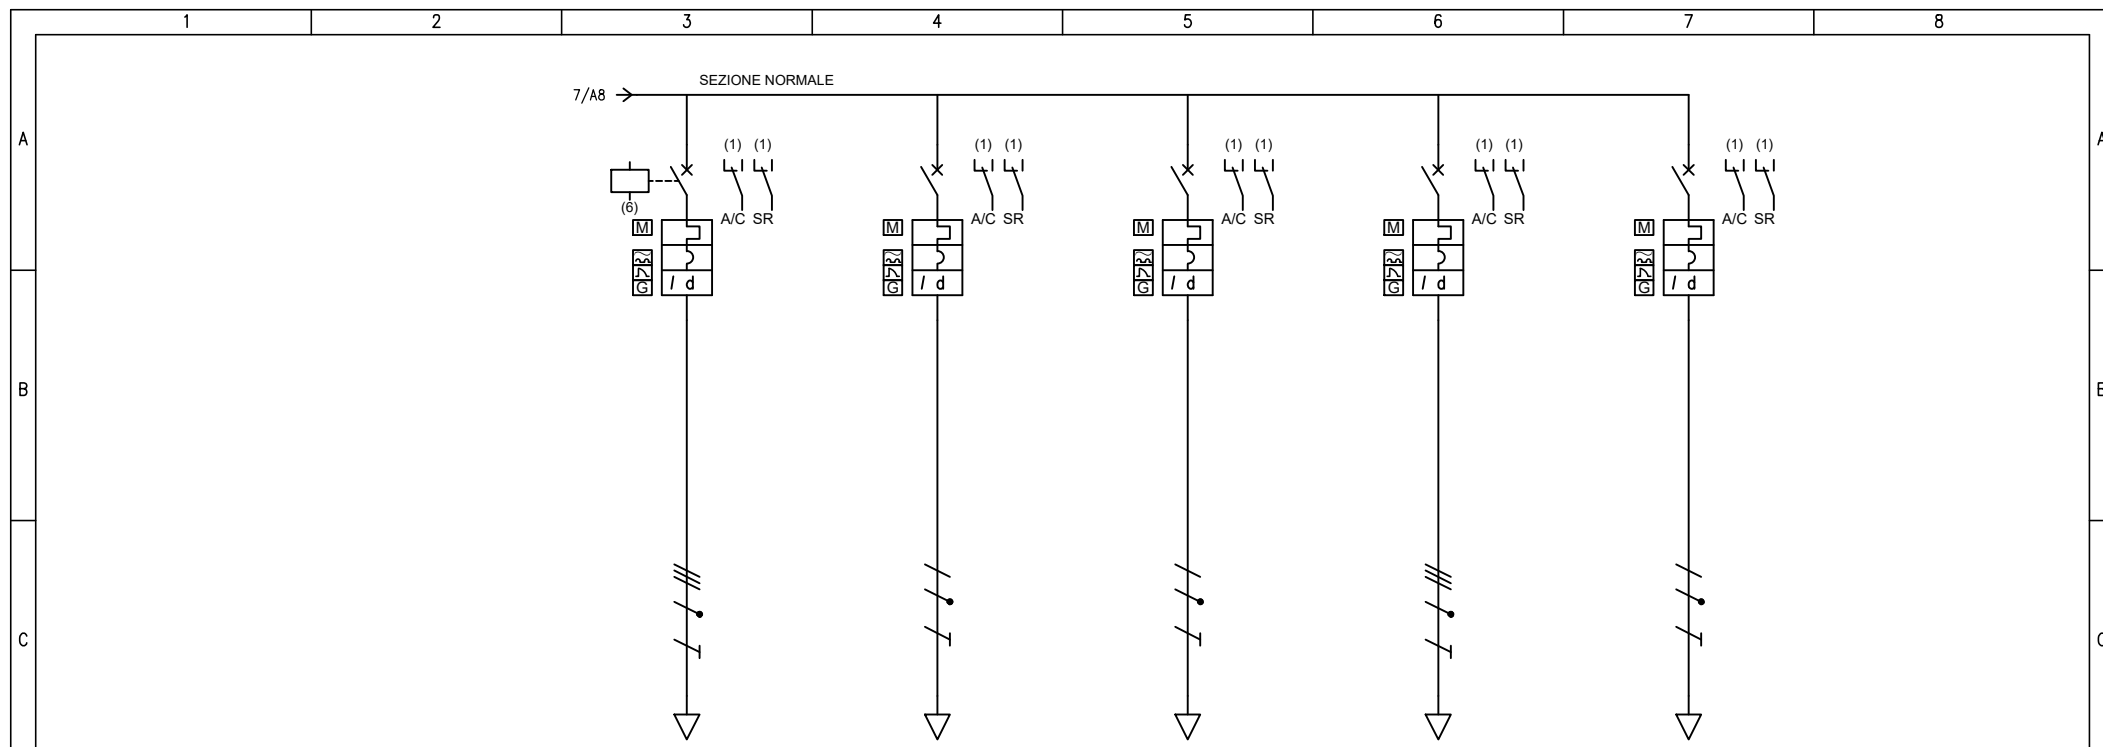 1 2 3 4 5 6 7 8
SEZIONE NORMALE
7/A8
A A
(1) (1) (1) (1) (1) (1) (1) (1) (1) (1)
(6)
A/C SR A/C SR A/C SR A/C SR A/C SR
M M M M M
I d I d I d I d I d
G G G G G
B B
C C